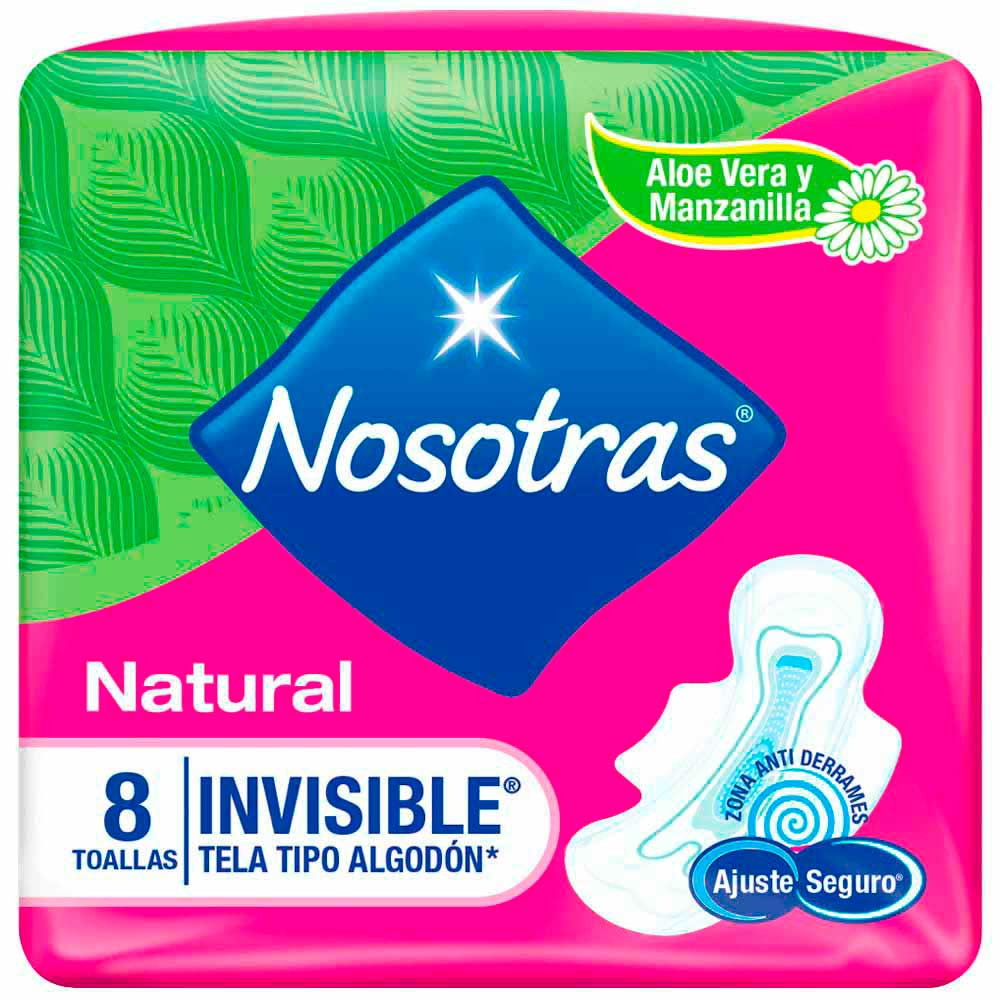 Aloe Vera y
Manzanilla
Nosotras®
Natural
8
TOALLAS
INVISIBLE®
TELA TIPO ALGODÓN*
ZONA ANTI DERRAMES
Ajuste Seguro®